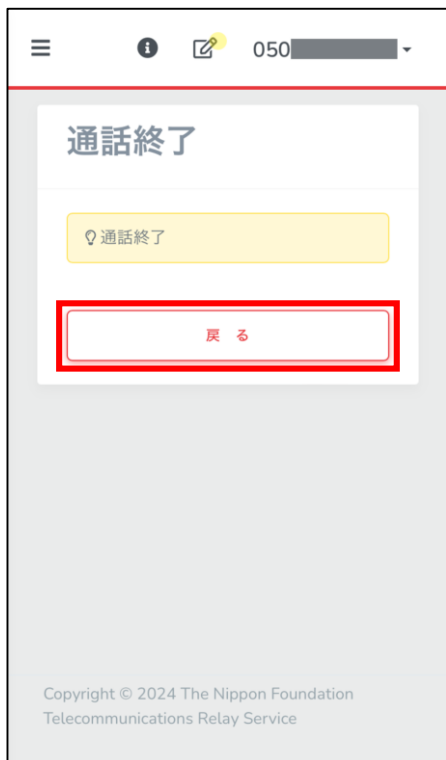 050
通話終了
通話終了
戻 る
Copyright © 2024 The Nippon Foundation
Telecommunications Relay Service